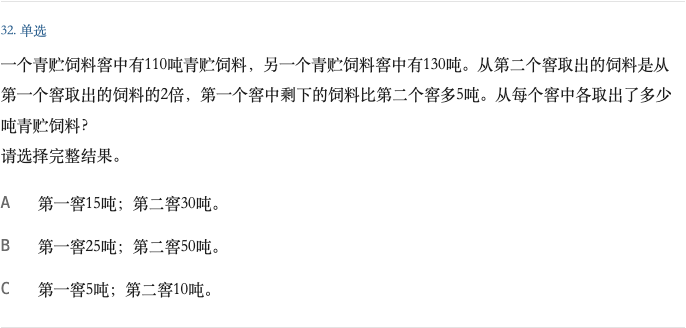 32. 单选
一个青贮饲料窖中有110吨青贮饲料，另一个青贮饲料窖中有130吨。从第二个窖取出的饲料是从
第一个窖取出的饲料的2倍，第一个窖中剩下的饲料比第二个窖多5吨。从每个窖中各取出了多少
吨青贮饲料?
请选择完整结果。
A 第一窖15吨；第二窖30吨。
B 第一窖25吨；第二窖50吨。
C 第一窖5吨；第二窖10吨。